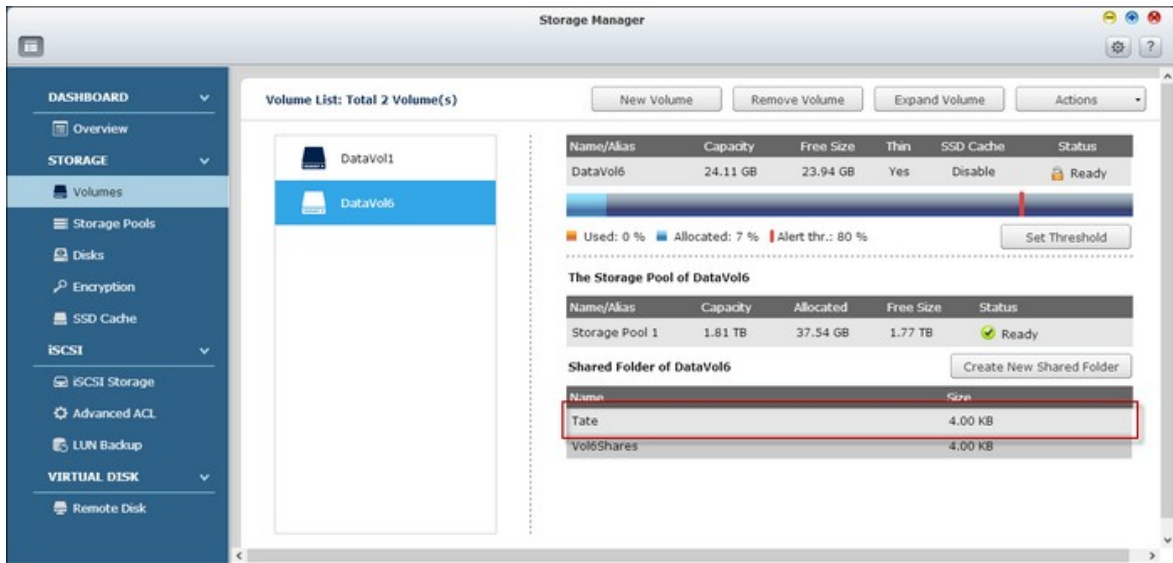 Storage Manager
?
DASHBOARD
Overview
STORAGE
Volumes
Storage Pools
Disks
Encryption
SSD Cache
iSCSI
iSCSI Storage
Advanced ACL
LUN Backup
VIRTUAL DISK
Remote Disk
Volume List: Total 2 Volume(s)
New Volume Remove Volume Expand Volume Actions
DataVol1
DataVol6
Name/Alias Capacity Free Size Thin SSD Cache Status
DataVol6 24.11 GB 23.94 GB Yes Disable Ready
Used: 0 % Allocated: 7 % Alert thr.: 80 %
Set Threshold
The Storage Pool of DataVol6
Name/Alias Capacity Allocated Free Size Status
Storage Pool 1 1.81 TB 37.54 GB 1.77 TB Ready
Shared Folder of DataVol6
Create New Shared Folder
Name Size
Tate 4.00 KB
Vol6Shares 4.00 KB